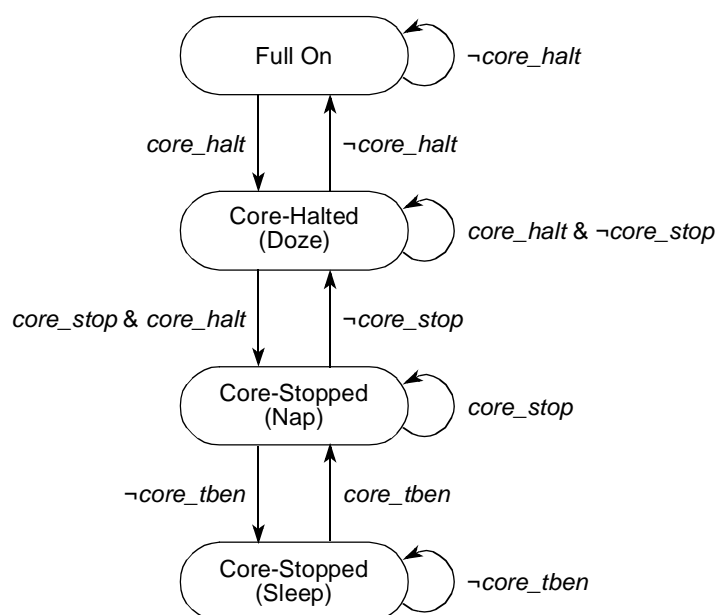 Full On
¬core_halt
core_halt
¬core_halt
Core-Halted
(Doze)
core_halt & ¬core_stop
core_stop & core_halt
¬core_stop
Core-Stopped
(Nap)
core_stop
¬core_tben
core_tben
Core-Stopped
(Sleep)
¬core_tben